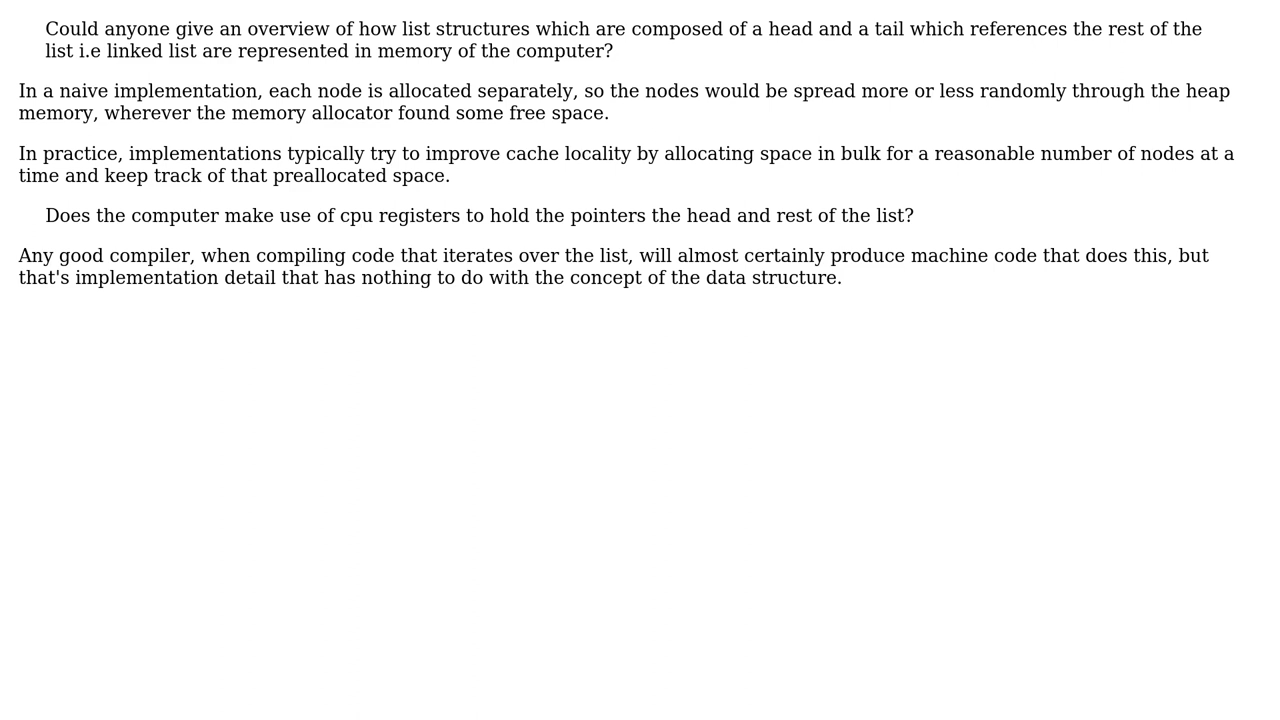 Could anyone give an overview of how list structures which are composed of a head and a tail which references the rest of the
list i.e linked list are represented in memory of the computer?
In a naive implementation, each node is allocated separately, so the nodes would be spread more or less randomly through the heap
memory, wherever the memory allocator found some free space.
In practice, implementations typically try to improve cache locality by allocating space in bulk for a reasonable number of nodes at a
time and keep track of that preallocated space.
Does the computer make use of cpu registers to hold the pointers the head and rest of the list?
Any good compiler, when compiling code that iterates over the list, will almost certainly produce machine code that does this, but
that's implementation detail that has nothing to do with the concept of the data structure.